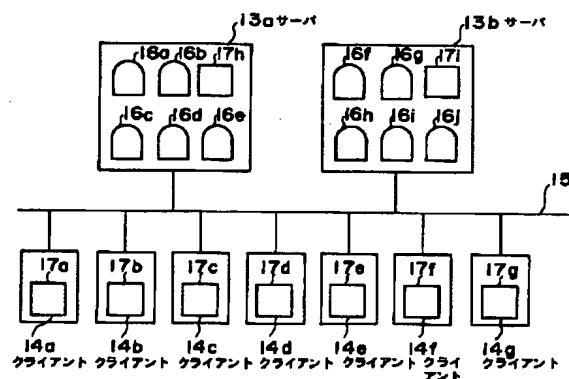 13a サーバ 13b サーバ
16a 16b 17h 16f 16g 17i
16c 16d 16e 16h 16i 16j
15
17a 17b 17c 17d 17e 17f 17g
14a 14b 14c 14d 14e 14f 14g
クライアント クライアント クライアント クライアント クライアント クライアント クライアント